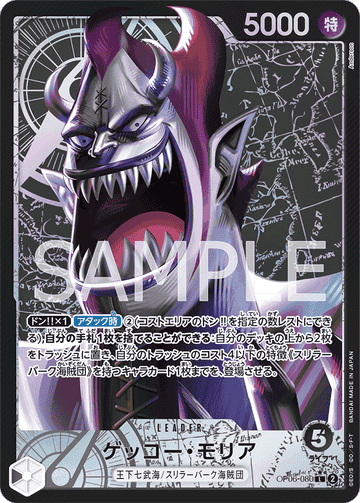 5000 特
SAMPLE
ドン!!×1 アタック時 ②(コストエリアのドン!!を指定の数レストにでき
る),自分の手札1枚を捨てることができる:自分のデッキの上から2枚
をトラッシュに置き、自分のトラッシュのコスト4以下の特徴《スリラー
バーク海賊団》を持つキャラカード1枚までを、登場させる。
LEADER
ゲッコー・モリア
王下七武海/スリラーバーク海賊団
5
ライフ
OP06-080 L 2
BANDAI MADE IN JAPAN